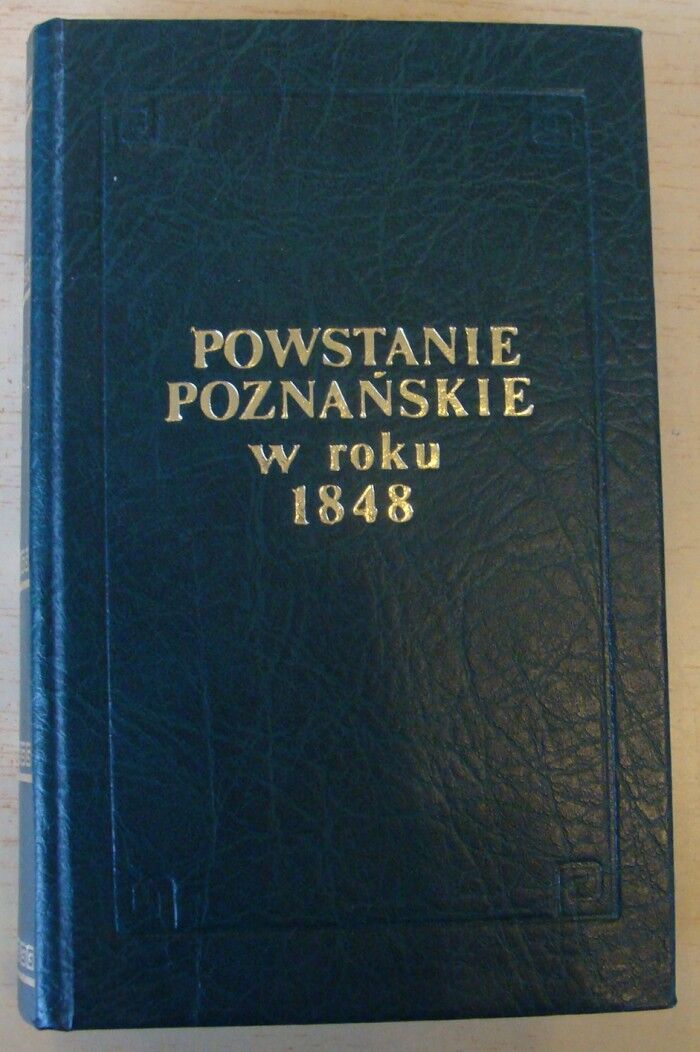 POWSTANIE
POZNAŃSKIE
w roku
1848